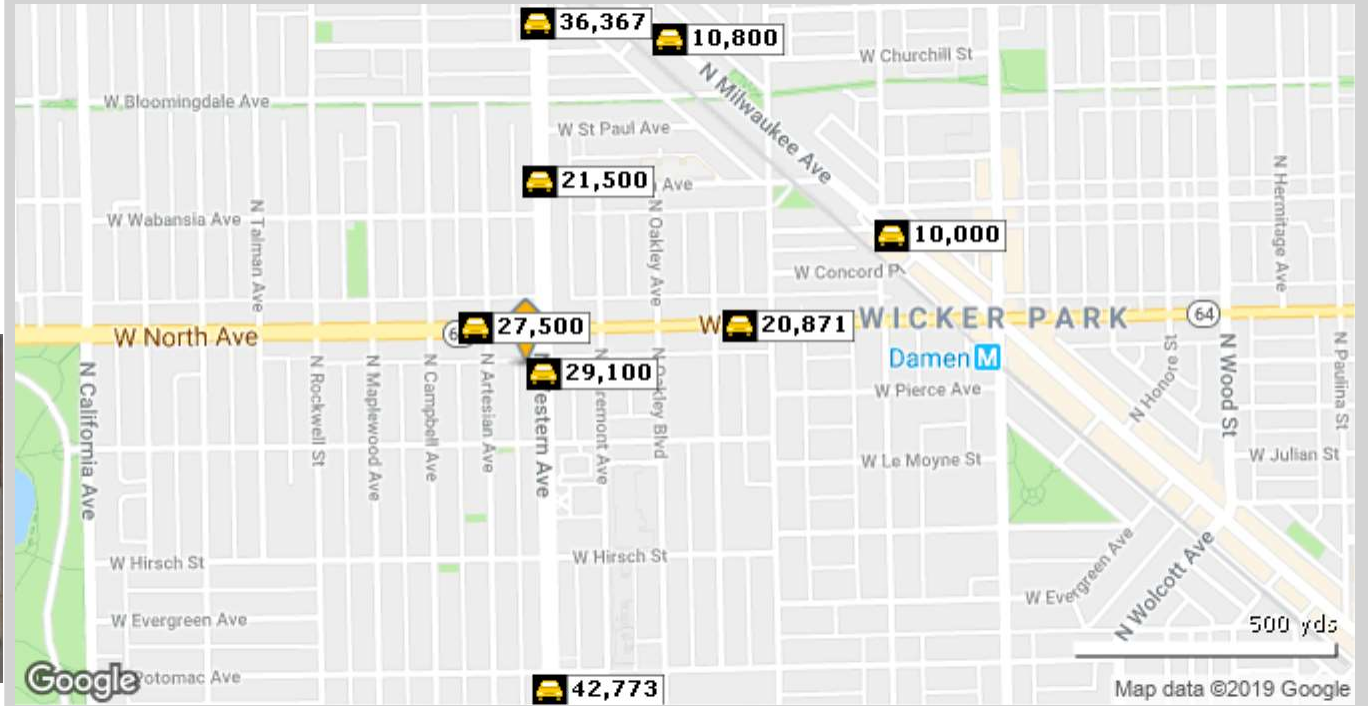 36,367
10,800
W Churchill St
N Milwaukee Ave
W Bloomingdale Ave
W St Paul Ave
21,500
Ave
N Hermitage Ave
W Wabansia Ave
N Talman Ave
N Oakley Ave
10,000
W Concord P
W North Ave
6
27,500
W
20,871
WICKER PARK
64
Damen M
29,100
N California Ave
N Rockwell St
N Maplewood Ave
N Campbell Ave
N Artesian Ave
estern Ave
remont Ave
Oakley Blvd
W Pierce Ave
N Honore St
N Wood St
N Paulina St
W Le Moyne St
W Julian St
W Hirsch St
W Hirsch St
W Evergreen Ave
W Evergreen Ave
N Wolcott Ave
500 yds
Google
Potomac Ave
42,773
Map data ©2019 Google